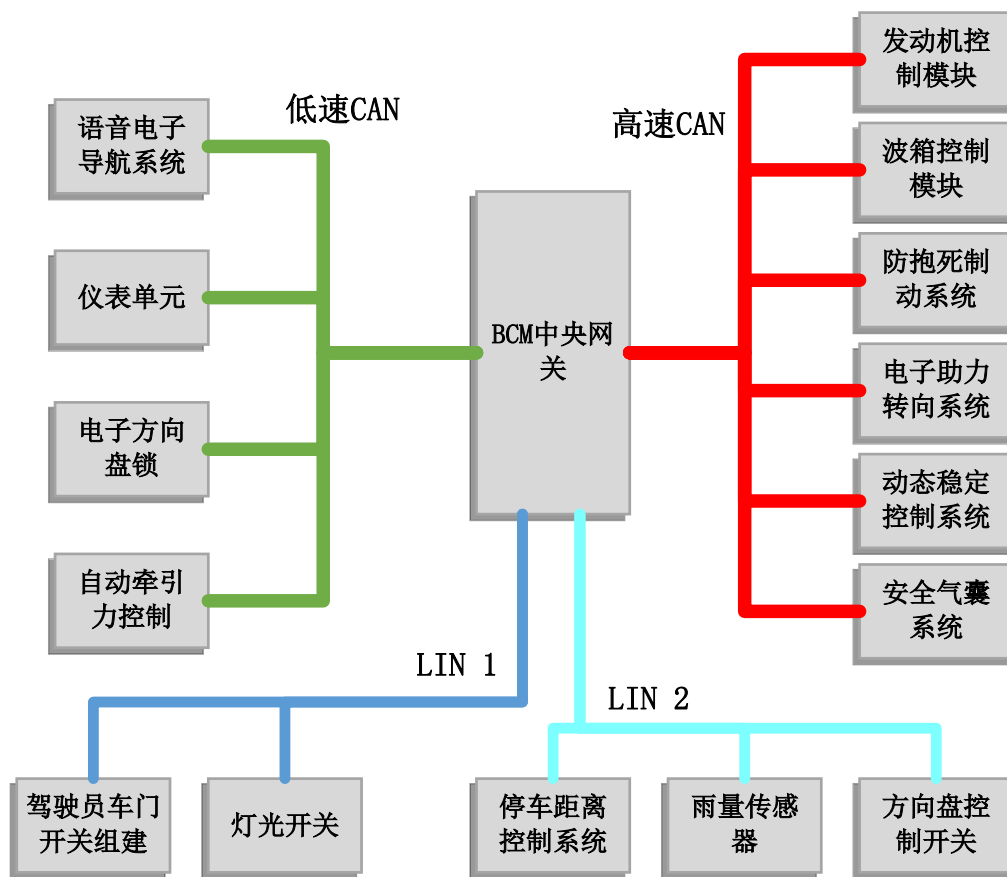 低速CAN
高速CAN
语音电子
导航系统
仪表单元
电子方向
盘锁
自动牵引
力控制
BCM中央网
关
发动机控
制模块
波箱控制
模块
防抱死制
动系统
电子助力
转向系统
动态稳定
控制系统
安全气囊
系统
LIN 1
LIN 2
驾驶员车门
开关组建
灯光开关
停车距离
控制系统
雨量传感
器
方向盘控
制开关